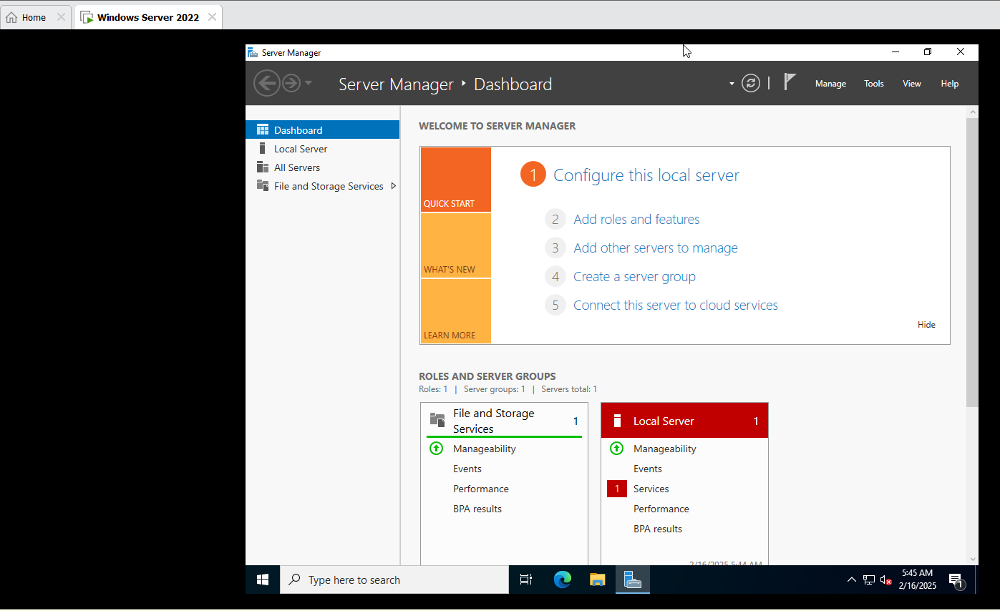 Home
Windows Server 2022
Server Manager
Server Manager Dashboard
Manage Tools View Help
Dashboard
Local Server
All Servers
File and Storage Services
WELCOME TO SERVER MANAGER
QUICK START
WHAT'S NEW
LEARN MORE
1 Configure this local server
2 Add roles and features
3 Add other servers to manage
4 Create a server group
5 Connect this server to cloud services
Hide
ROLES AND SERVER GROUPS
Roles: 1 | Server groups: 1 | Servers total: 1
File and Storage
Services
1
Manageability
Events
Performance
BPA results
Local Server 1
Manageability
Events
1 Services
Performance
BPA results
2/16/2025 5:44 AM
Type here to search
5:45 AM
2/16/2025
1